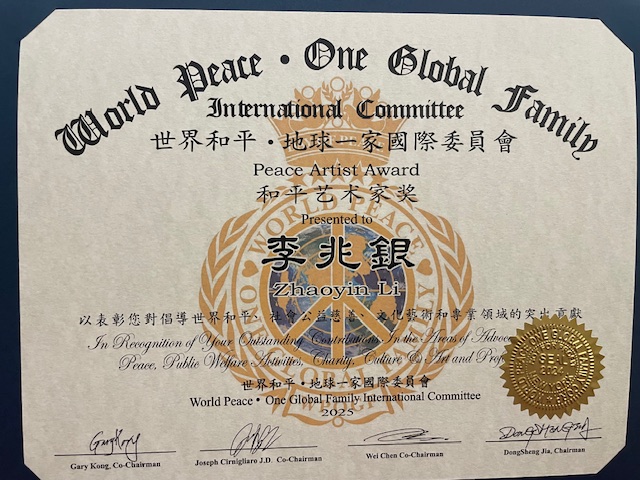 World Peace • One Global Family
International Committee
世界和平・地球一家國際委員會
Peace Artist Award
和平艺术家奖
Presented to
李兆銀
Zhaoyin Li
以表彰您對倡導世界和平、社會公益慈善、文化藝術和專業領域的突出貢獻
In Recognition of Your Outstanding Contributions In the Areas of Advoc
Peace, Public Welfare Activities, Charity, Culture & Art and Prof
世界和平・地球一家國際委員會
World Peace • One Global Family International Committee
2025
Gary Kong, Co-Chairman
Joseph Cirnigliaro J.D. Co-Chairman
Wei Chen Co-Chairman
DongSheng Jia, Chairman
WORLD PEACE
SEAL